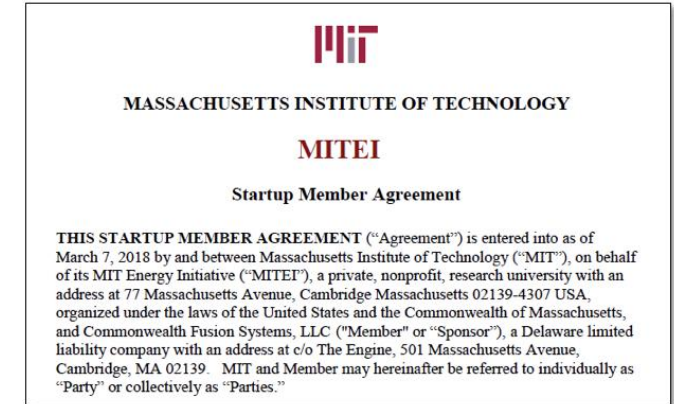 MIT
MASSACHUSETTS INSTITUTE OF TECHNOLOGY
MITEI
Startup Member Agreement
THIS STARTUP MEMBER AGREEMENT (“Agreement”) is entered into as of
March 7, 2018 by and between Massachusetts Institute of Technology (“MIT”), on behalf
of its MIT Energy Initiative (“MITEI”), a private, nonprofit, research university with an
address at 77 Massachusetts Avenue, Cambridge Massachusetts 02139-4307 USA,
organized under the laws of the United States and the Commonwealth of Massachusetts,
and Commonwealth Fusion Systems, LLC ("Member" or “Sponsor”), a Delaware limited
liability company with an address at c/o The Engine, 501 Massachusetts Avenue,
Cambridge, MA 02139. MIT and Member may hereinafter be referred to individually as
“Party” or collectively as “Parties.”